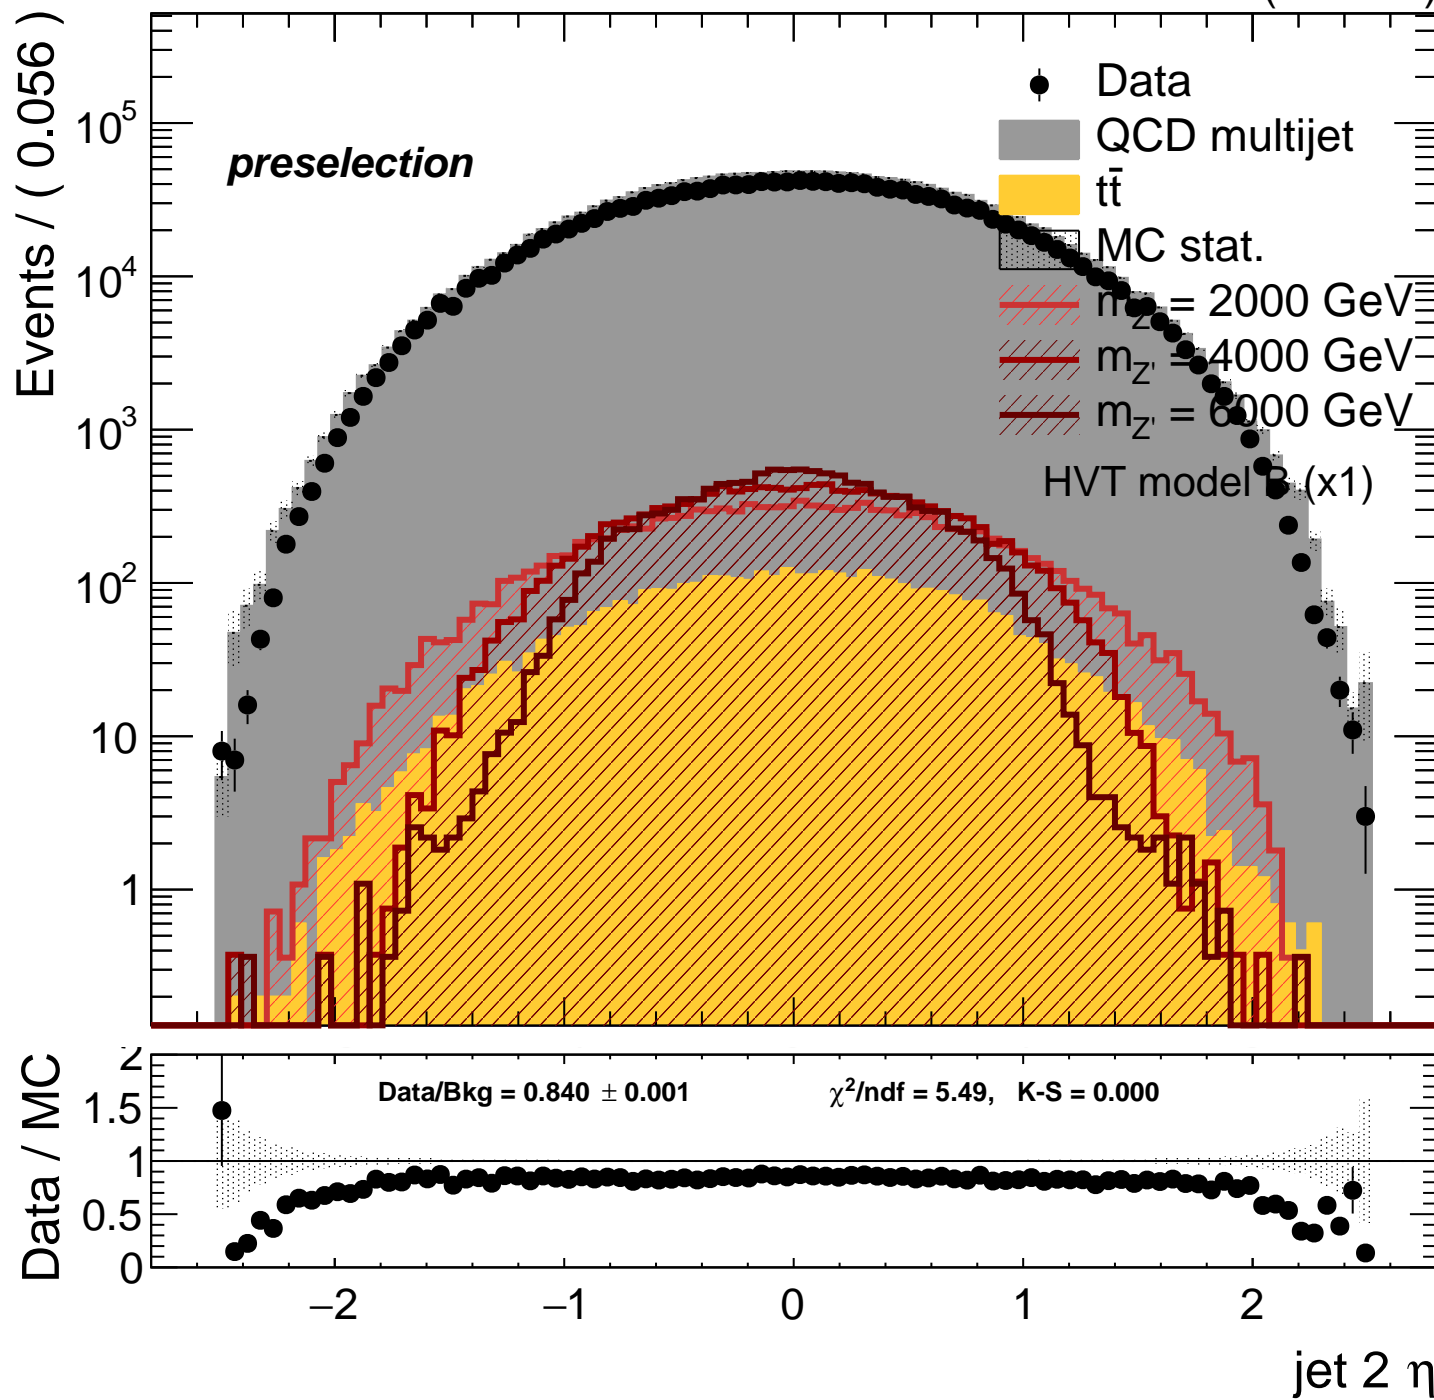 Events / ( 0.056 )
10^5
10^4
10^3
10^2
10
1
preselection
Data
QCD multijet
tt̄
MC stat.
m_Z' = 2000 GeV
m_Z' = 4000 GeV
m_Z' = 6000 GeV
HVT model B (x1)
Data / MC
2
1.5
1
0.5
0
Data/Bkg = 0.840 ± 0.001
χ²/ndf = 5.49, K-S = 0.000
−2 −1 0 1 2
jet 2 η